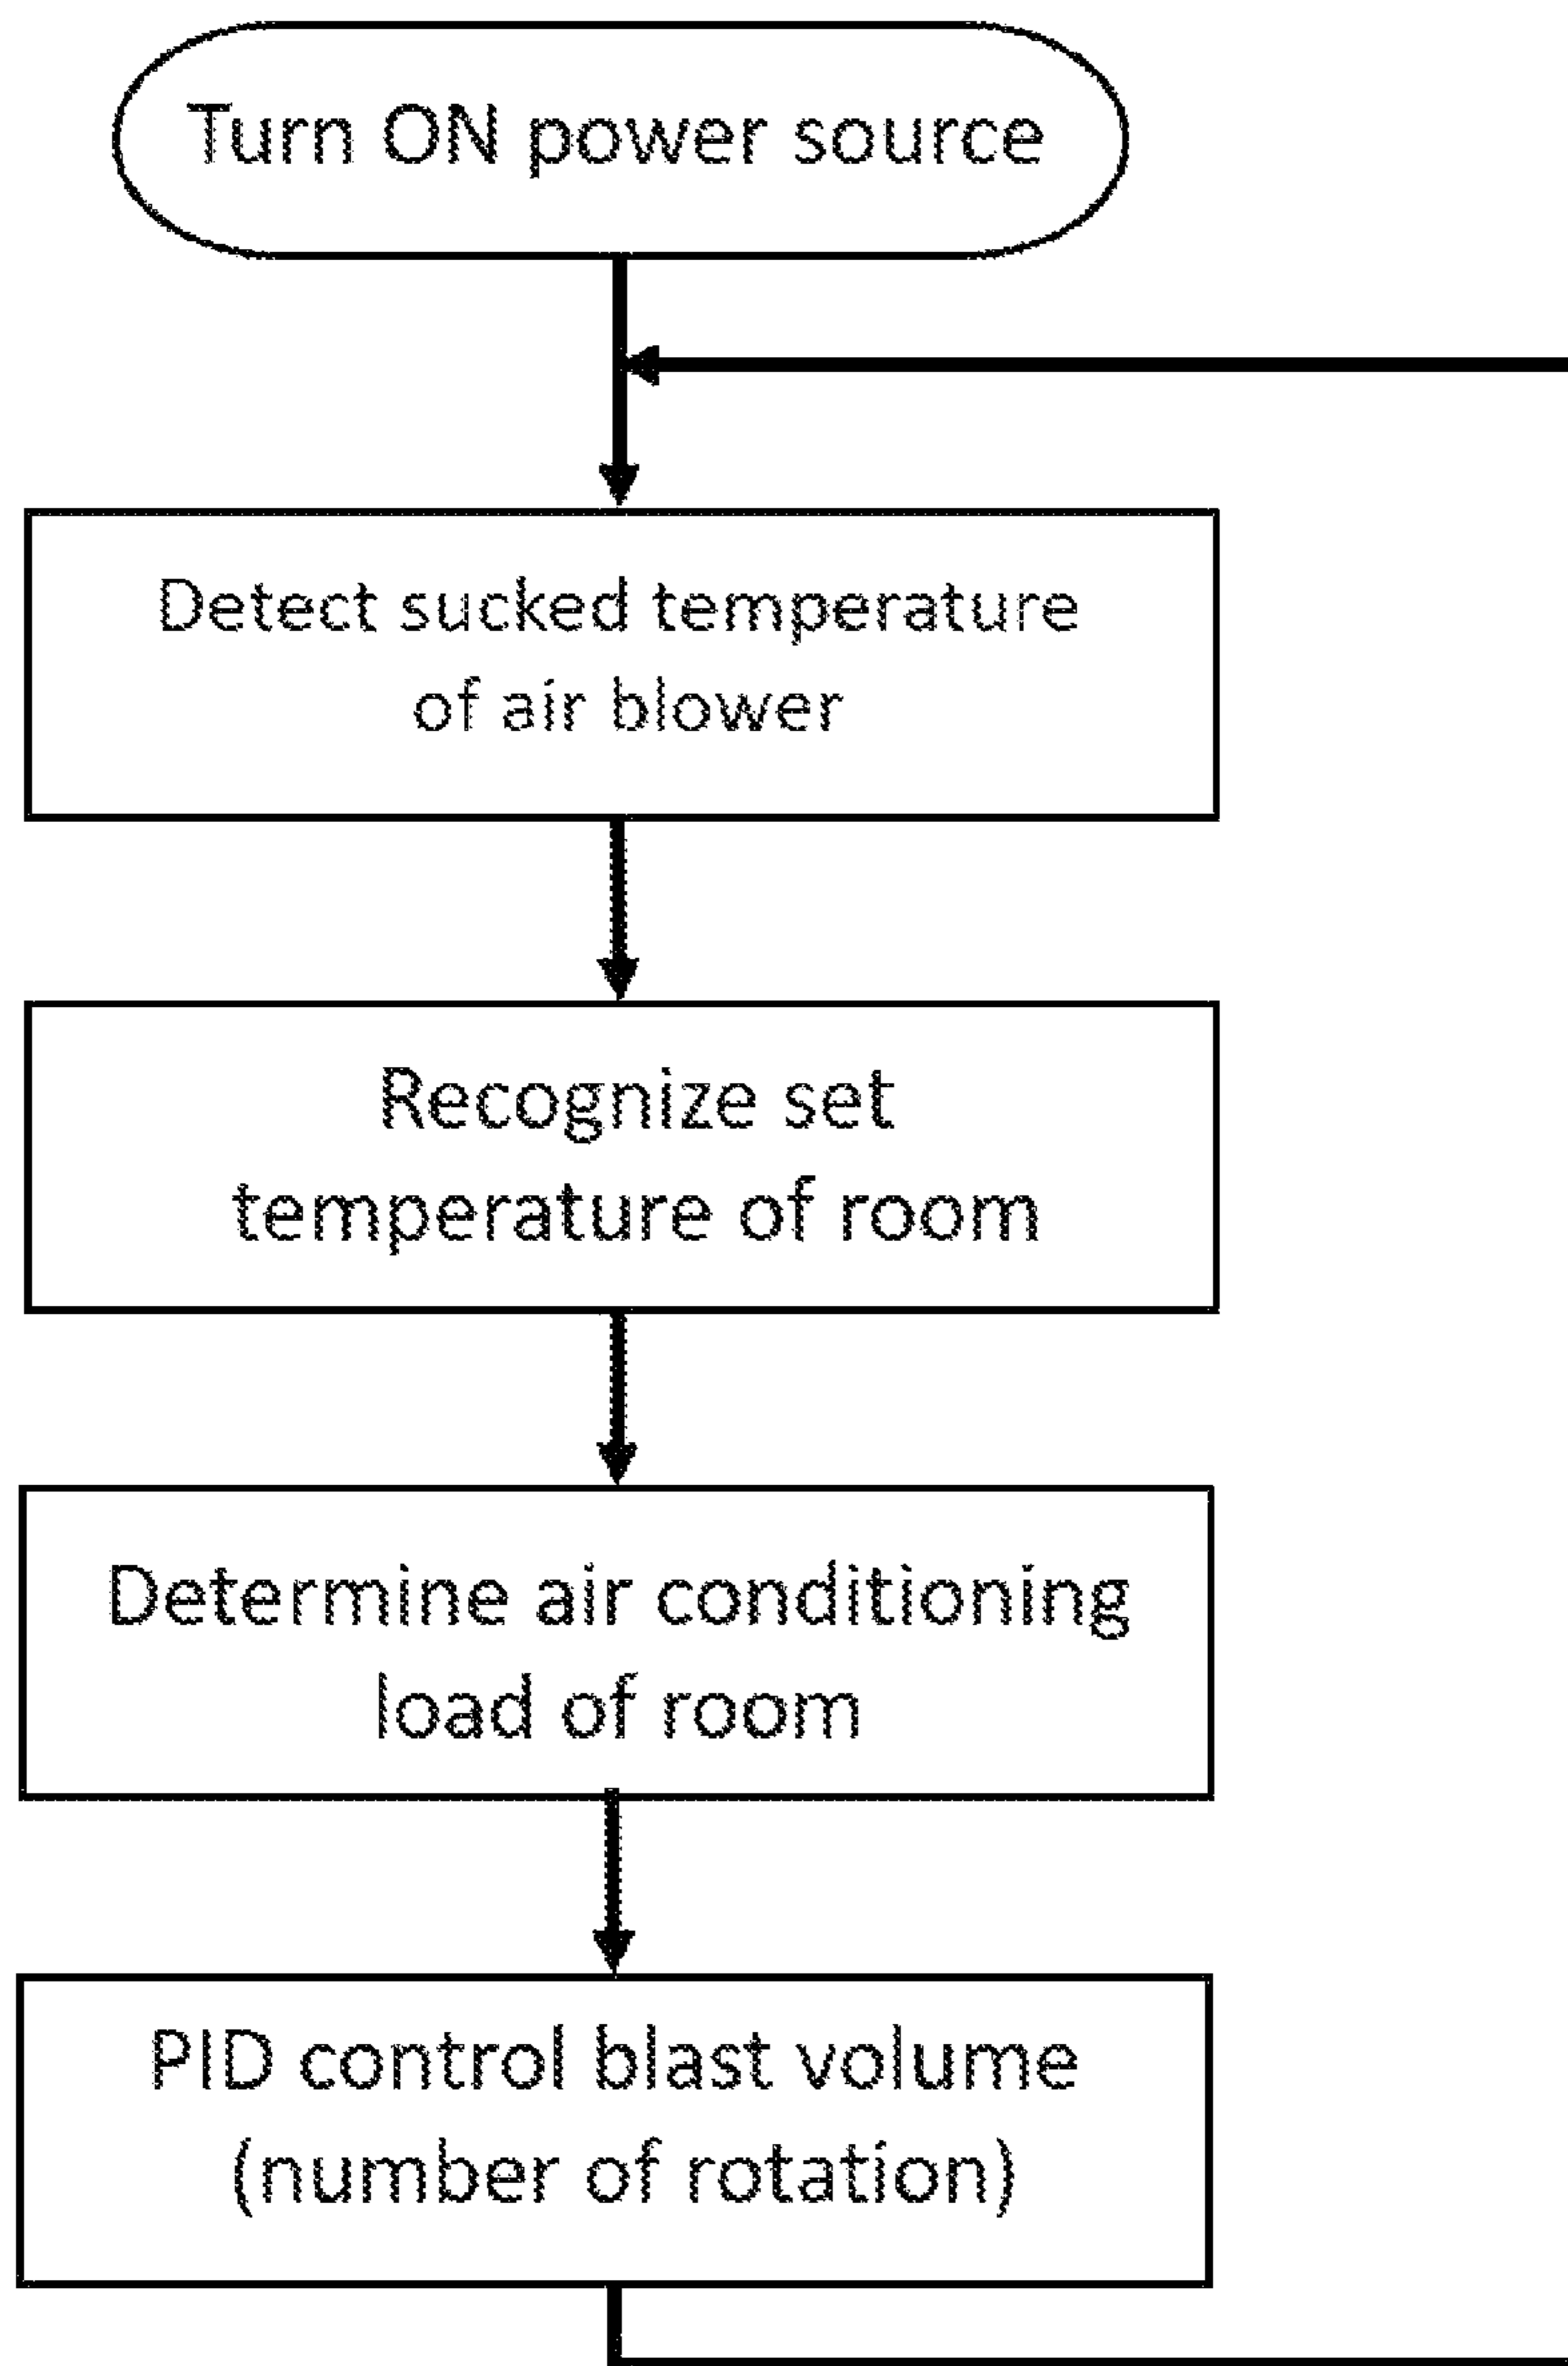 Turn ON power source
Detect sucked temperature
of air blower
Recognize set
temperature of room
Determine air conditioning
load of room
PID control blast volume
(number of rotation)